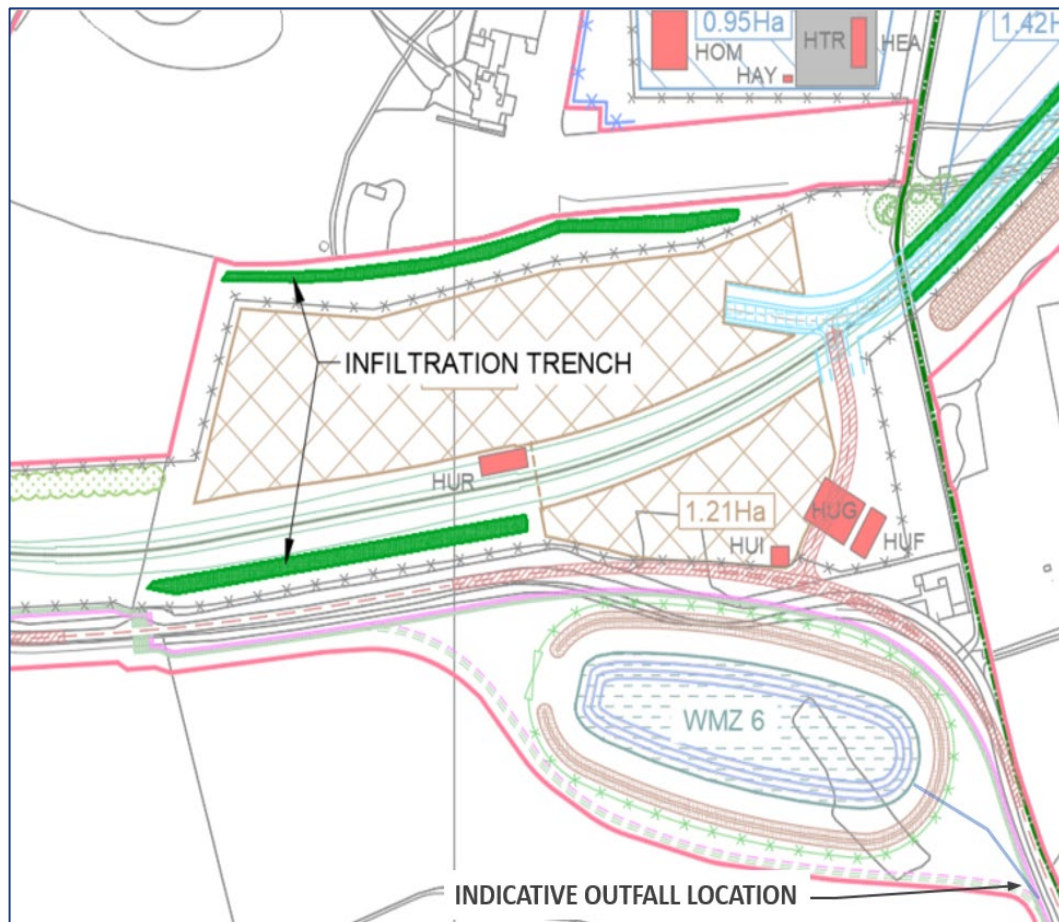 0.95Ha
1.42H
HOM
HTR
HEA
HAY
INFILTRATION TRENCH
HUR
1.21Ha
HUG
HUI
HUF
WMZ 6
INDICATIVE OUTFALL LOCATION